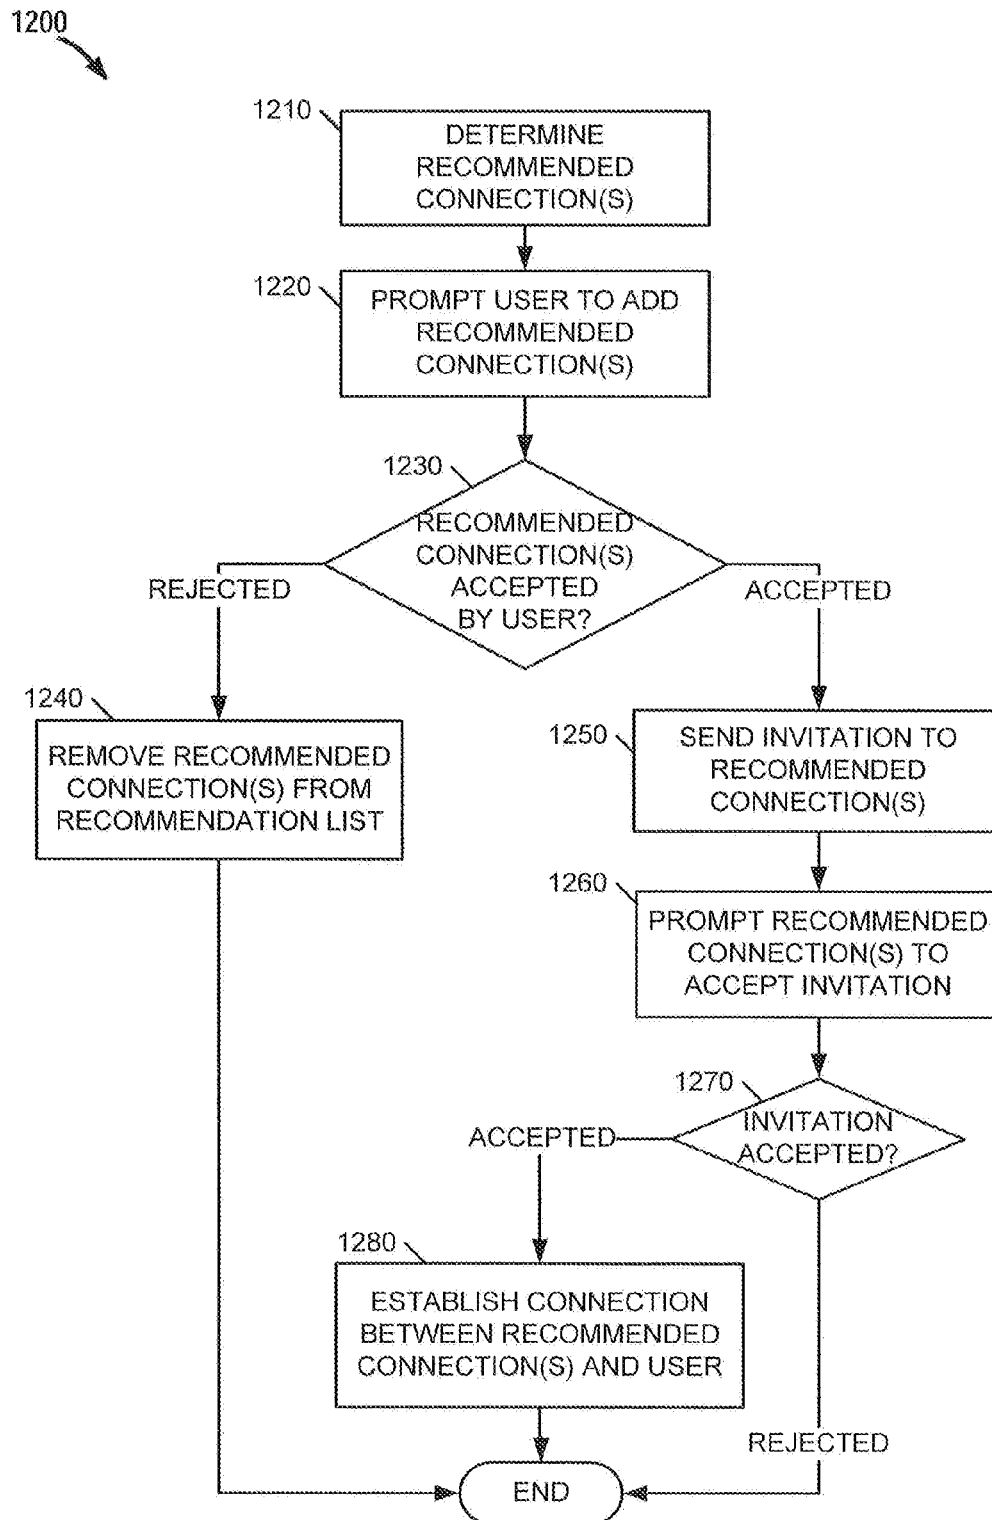 1200
1210
DETERMINE
RECOMMENDED
CONNECTION(S)
1220
PROMPT USER TO ADD
RECOMMENDED
CONNECTION(S)
1230
RECOMMENDED
CONNECTION(S)
ACCEPTED
BY USER?
REJECTED
ACCEPTED
1240
REMOVE RECOMMENDED
CONNECTION(S) FROM
RECOMMENDATION LIST
1250
SEND INVITATION TO
RECOMMENDED
CONNECTION(S)
1260
PROMPT RECOMMENDED
CONNECTION(S) TO
ACCEPT INVITATION
1270
INVITATION
ACCEPTED?
ACCEPTED
1280
ESTABLISH CONNECTION
BETWEEN RECOMMENDED
CONNECTION(S) AND USER
REJECTED
END